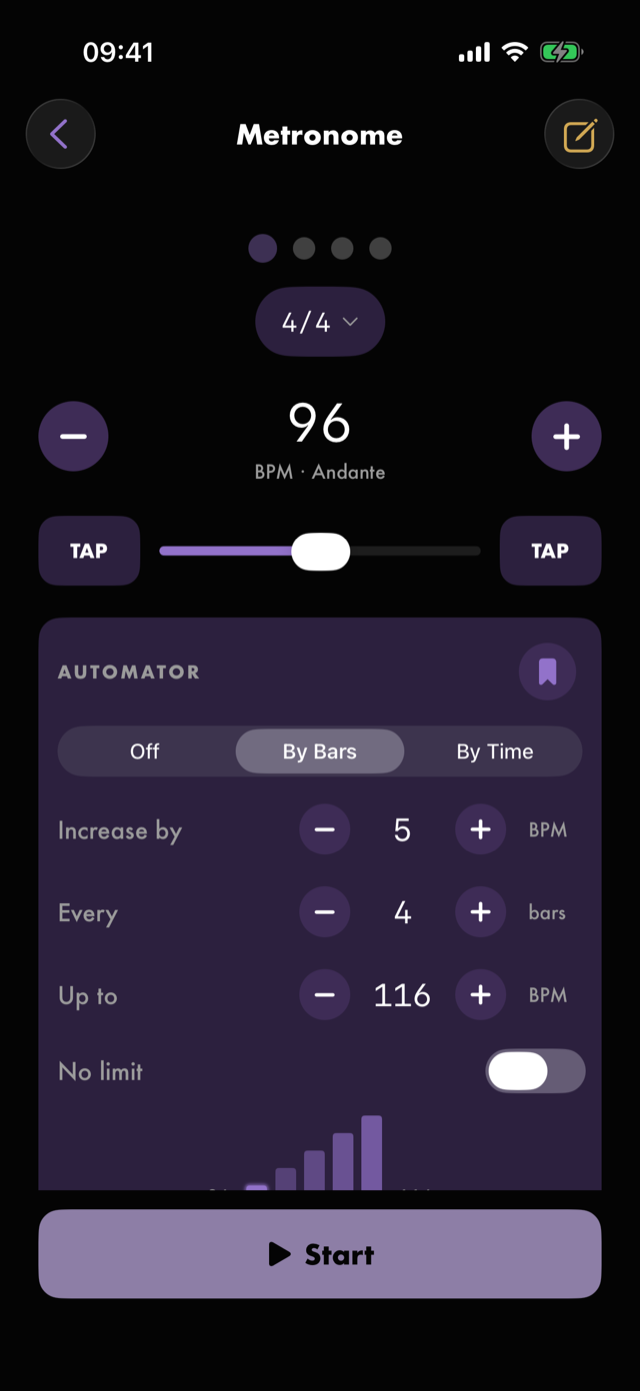 09:41
Metronome
4/4
96
BPM · Andante
TAP
TAP
AUTOMATOR
Off
By Bars
By Time
Increase by
5
BPM
Every
4
bars
Up to
116
BPM
No limit
Start